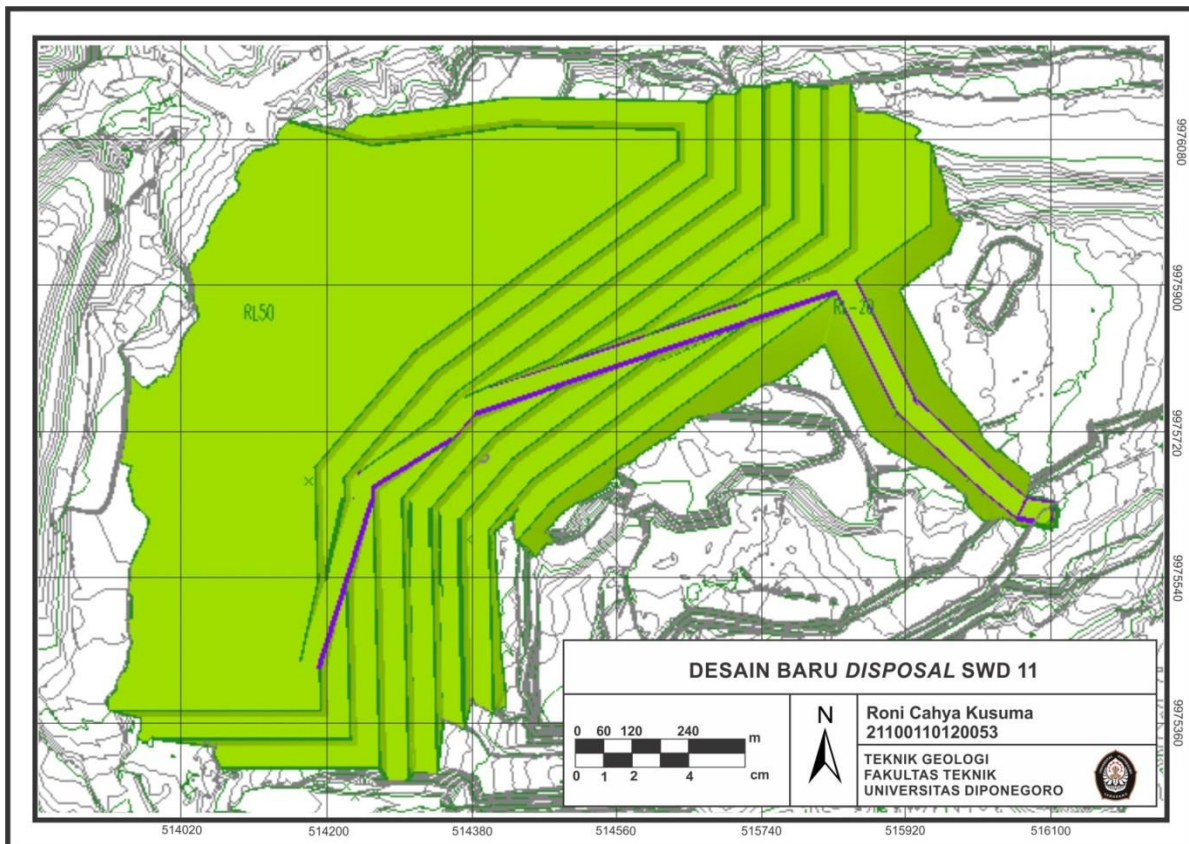 9976080
RL50
9975900
RL-20
9975720
9975540
DESAIN BARU DISPOSAL SWD 11
0 60 120 240 m
0 1 2 4 cm
N
Roni Cahya Kusuma
21100110120053
TEKNIK GEOLOGI
FAKULTAS TEKNIK
UNIVERSITAS DIPONEGORO
9975360
514020 514200 514380 514560 515740 515920 516100